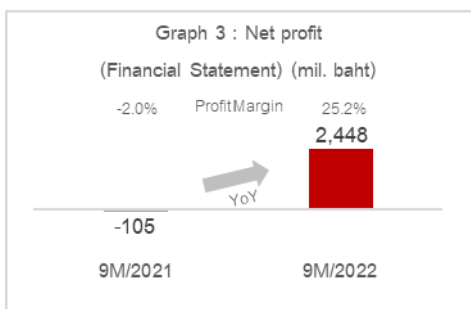 Graph 3 : Net profit
(Financial Statement) (mil. baht)
-2.0% ProfitMargin 25.2%
2,448
YoY
-105
9M/2021 9M/2022